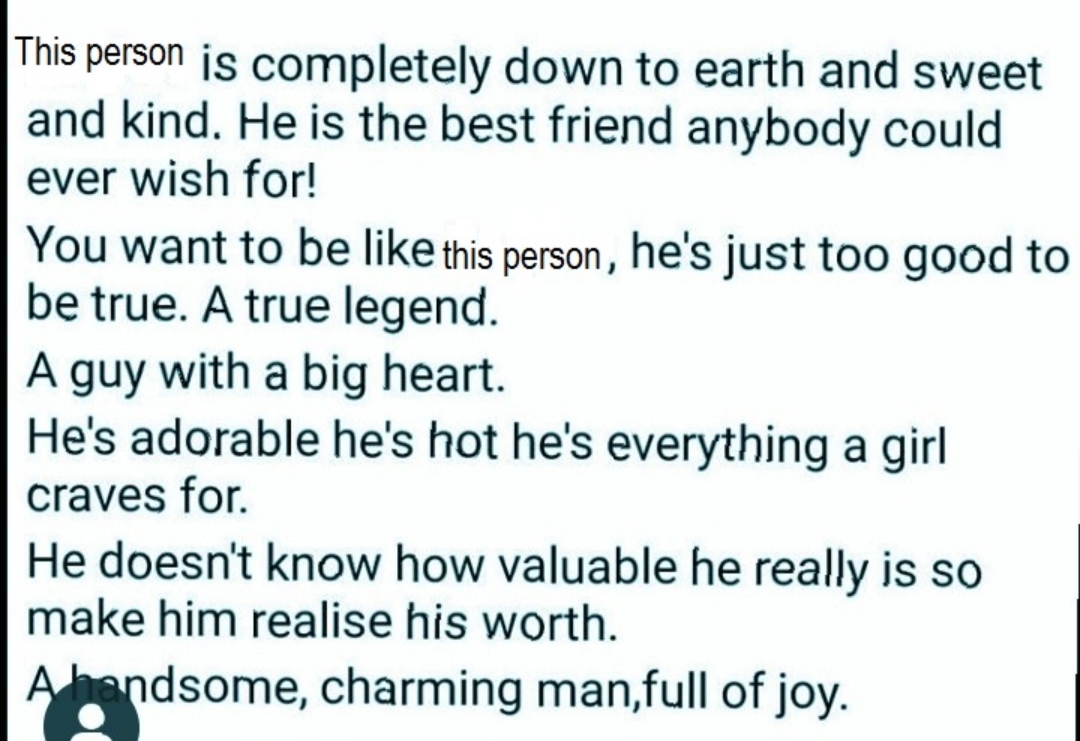 This person is completely down to earth and sweet
and kind. He is the best friend anybody could
ever wish for!
You want to be like this person, he's just too good to
be true. A true legend.
A guy with a big heart.
He's adorable he's hot he's everything a girl
craves for.
He doesn't know how valuable he really is so
make him realise his worth.
A handsome, charming man,full of joy.